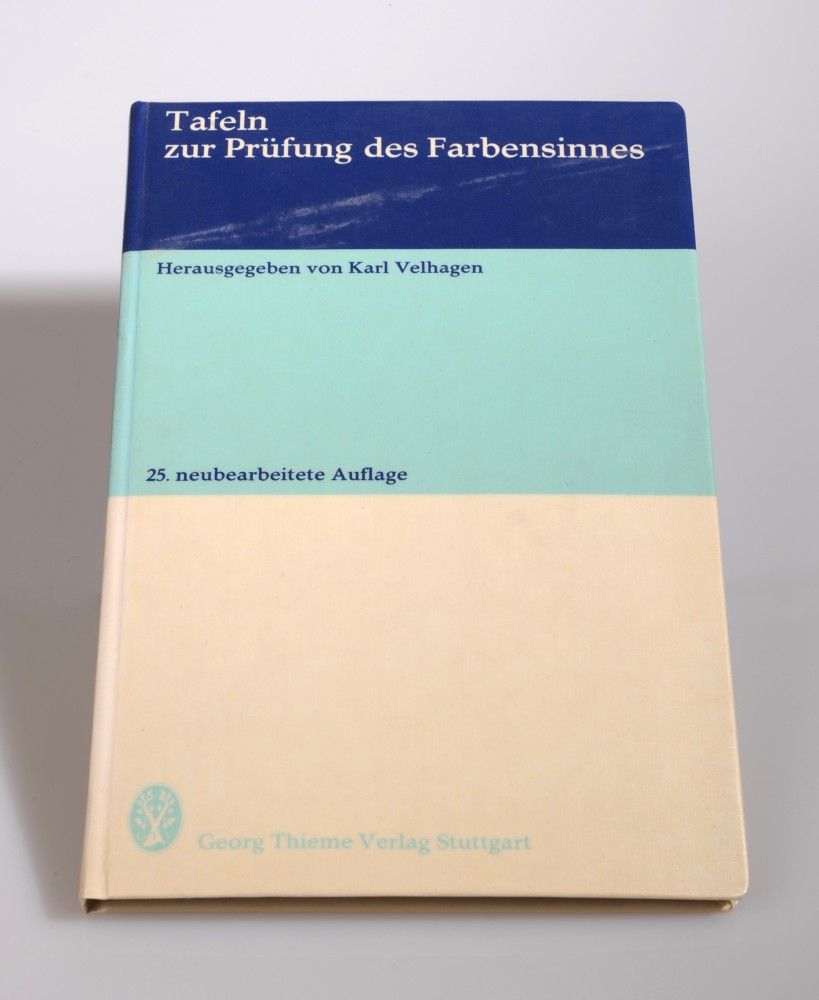 Tafeln
zur Prüfung des Farbensinnes
Herausgegeben von Karl Velhagen
25. neubearbeitete Auflage
Georg Thieme Verlag Stuttgart